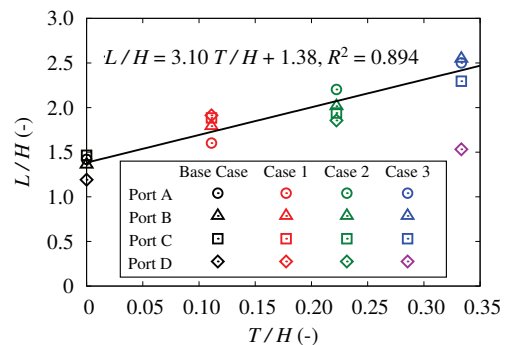 3.0
L/H = 3.10 T/H + 1.38, R² = 0.894
2.5
2.0
L/H (-)
1.5
1.0
0.5
0
Base Case Case 1 Case 2 Case 3
Port A
Port B
Port C
Port D
0 0.05 0.10 0.15 0.20 0.25 0.30 0.35
T/H (-)